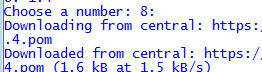 Choose a number: 8:
Downloading from central: https:/
.4.pom
Downloaded from central: https:/
4.pom (1.6 kB at 1.5 kB/s)